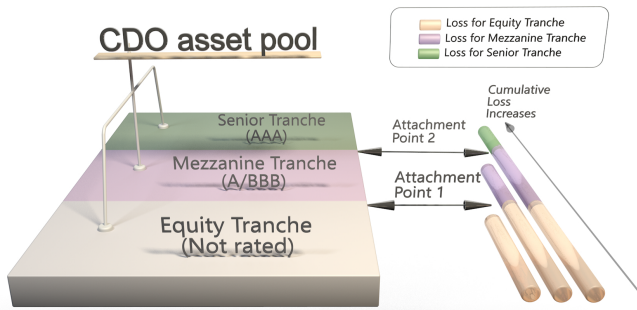 CDO asset pool
Senior Tranche
(AAA)
Mezzanine Tranche
(A/BBB)
Equity Tranche
(Not rated)
Attachment
Point 2
Attachment
Point 1
Loss for Equity Tranche
Loss for Mezzanine Tranche
Loss for Senior Tranche
Cumulative
Loss
Increases